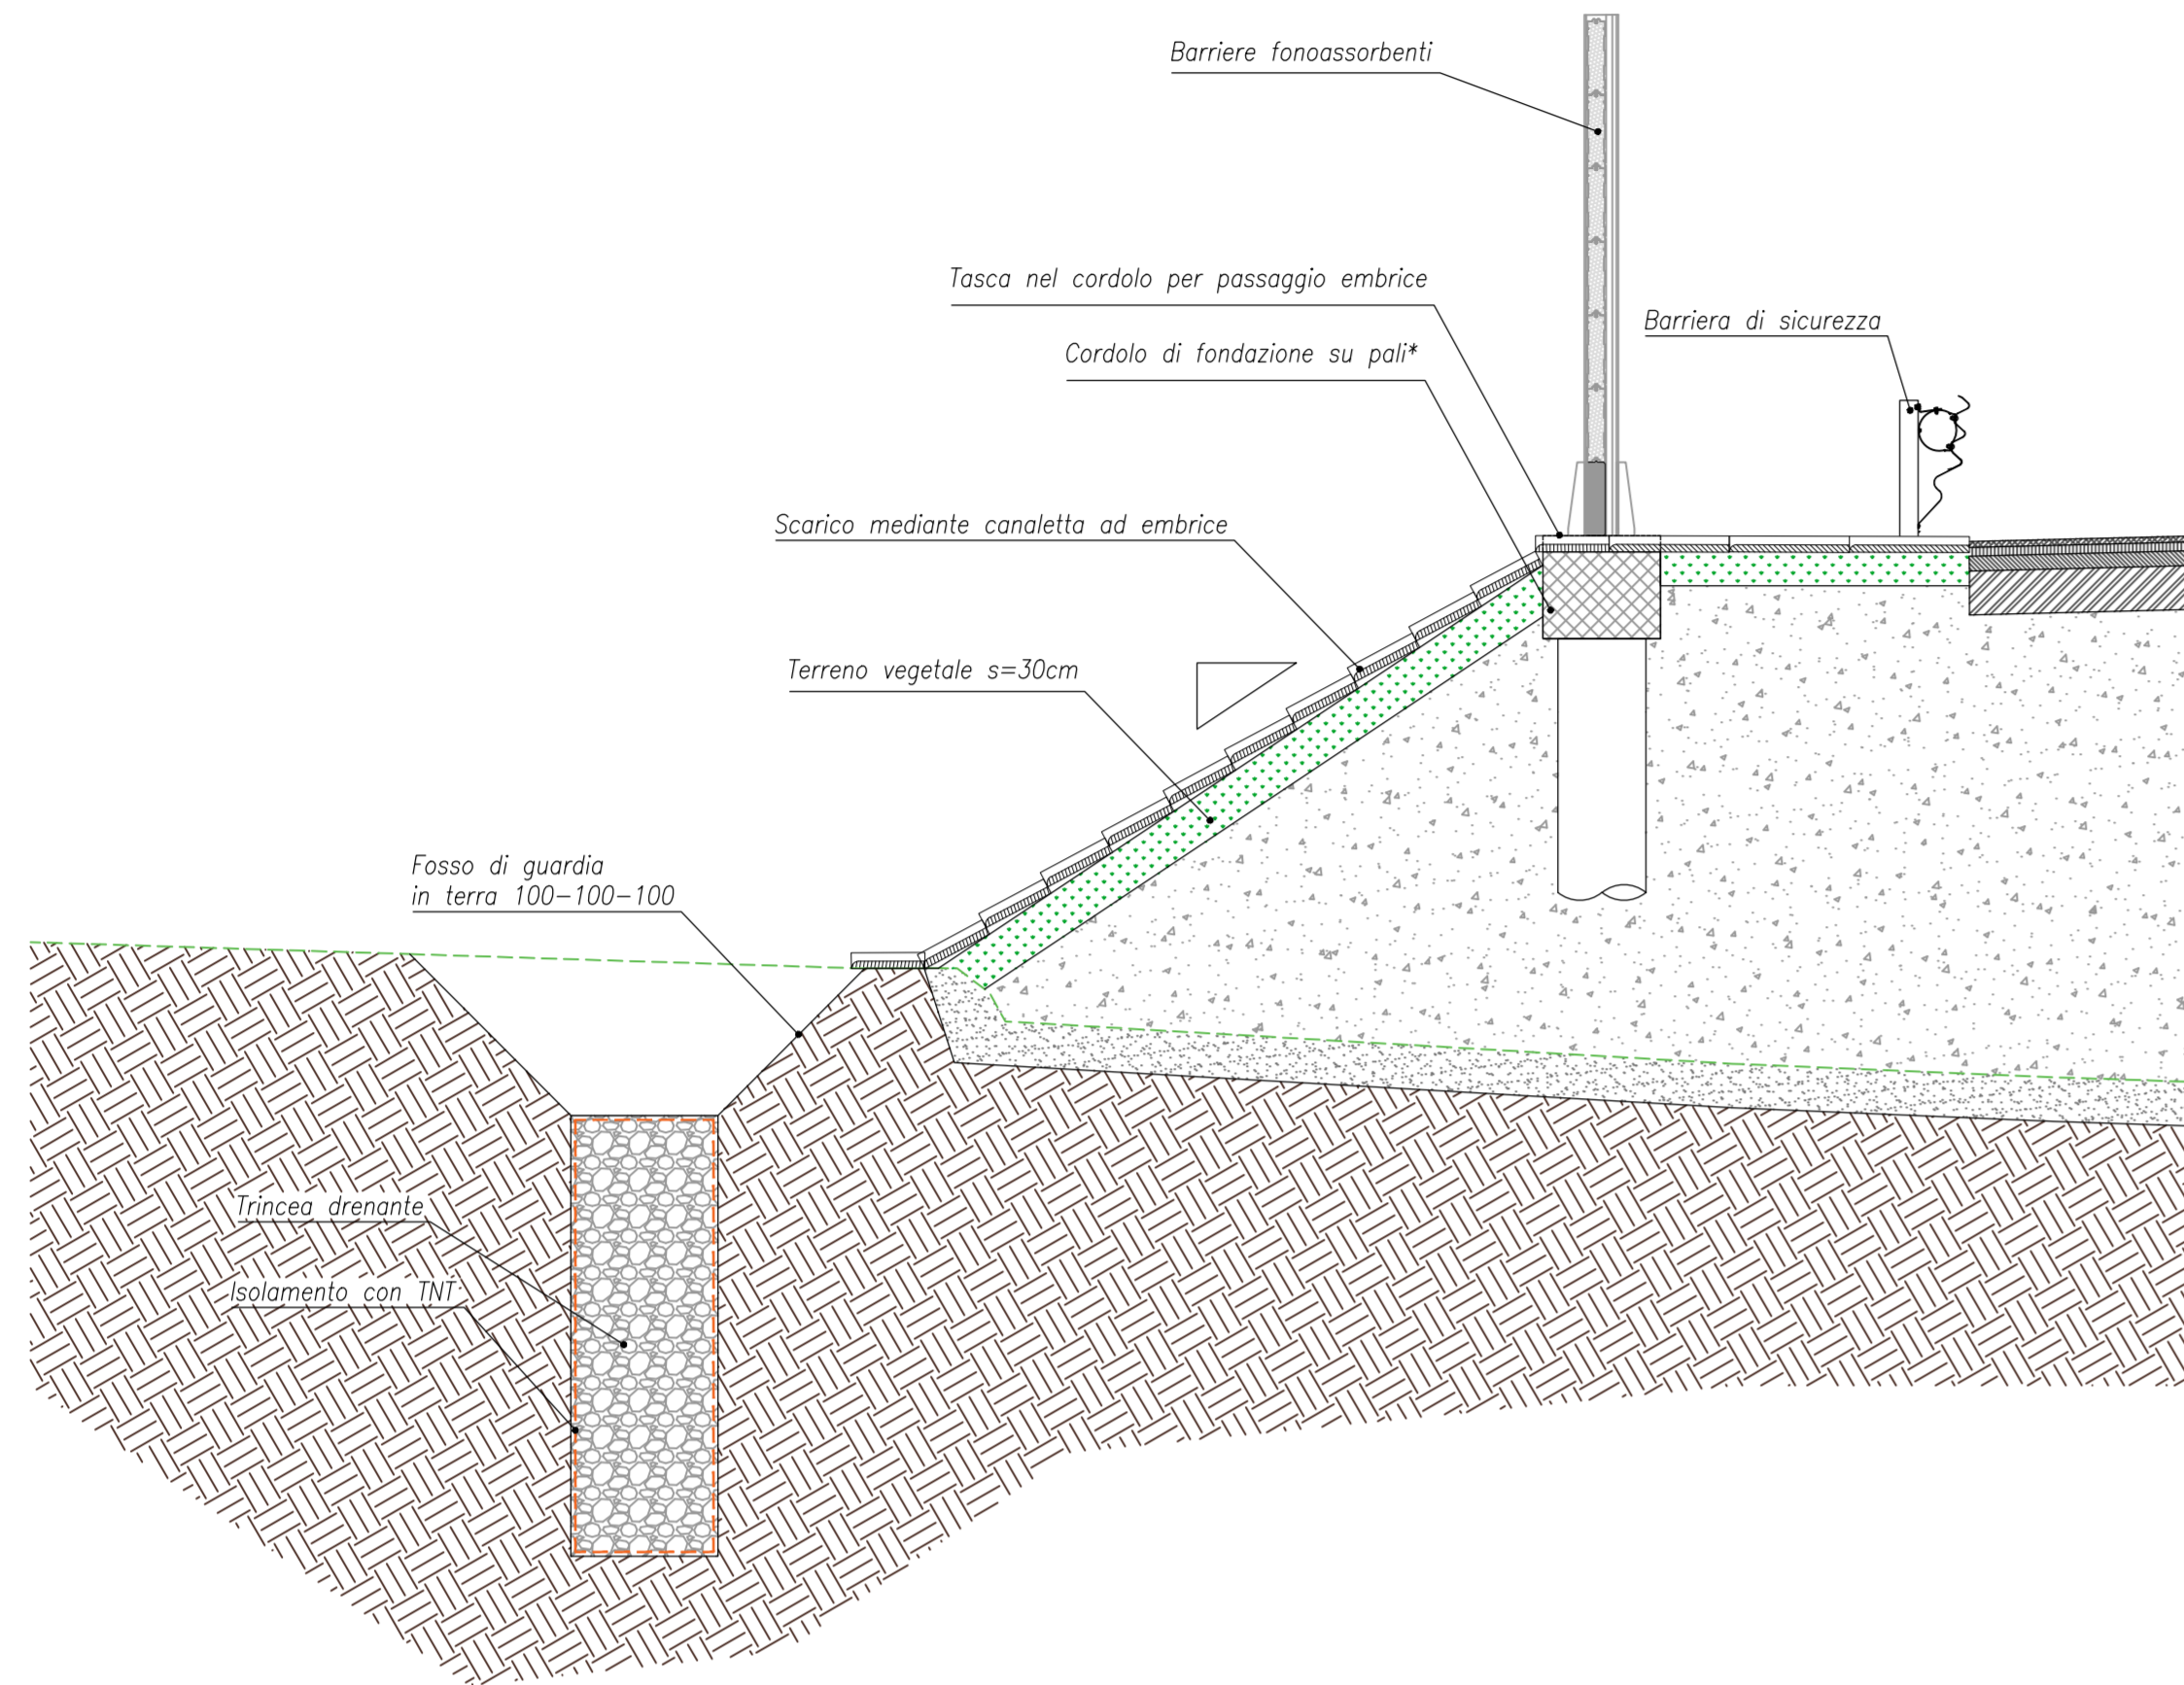 Barriere fonoassorbenti
Tasca nel cordolo per passaggio embrice
Barriera di sicurezza
Cordolo di fondazione su pali*
Scarico mediante canaletta ad embrice
Terreno vegetale s=30cm
Fosso di guardia
in terra 100-100-100
Trincea drenante
Isolamento con TNT